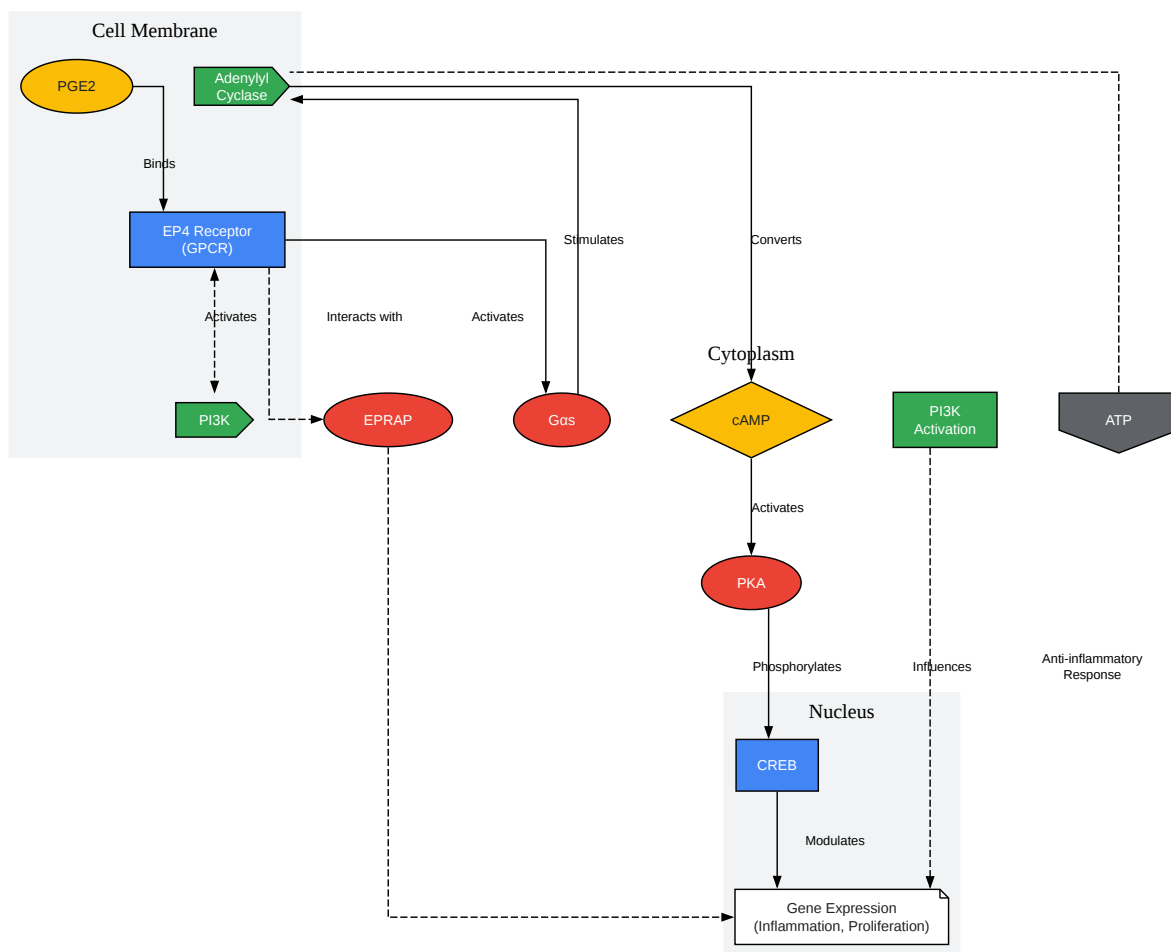 Cell Membrane
PGE2
Adenylyl
Cyclase
Binds
EP4 Receptor
(GPCR)
Stimulates
Converts
Activates
Interacts with
Activates
Cytoplasm
PI3K
EPRAP
Gαs
cAMP
PI3K
Activation
ATP
Activates
PKA
Phosphorylates
Influences
Anti-inflammatory
Response
Nucleus
CREB
Modulates
Gene Expression
(Inflammation, Proliferation)